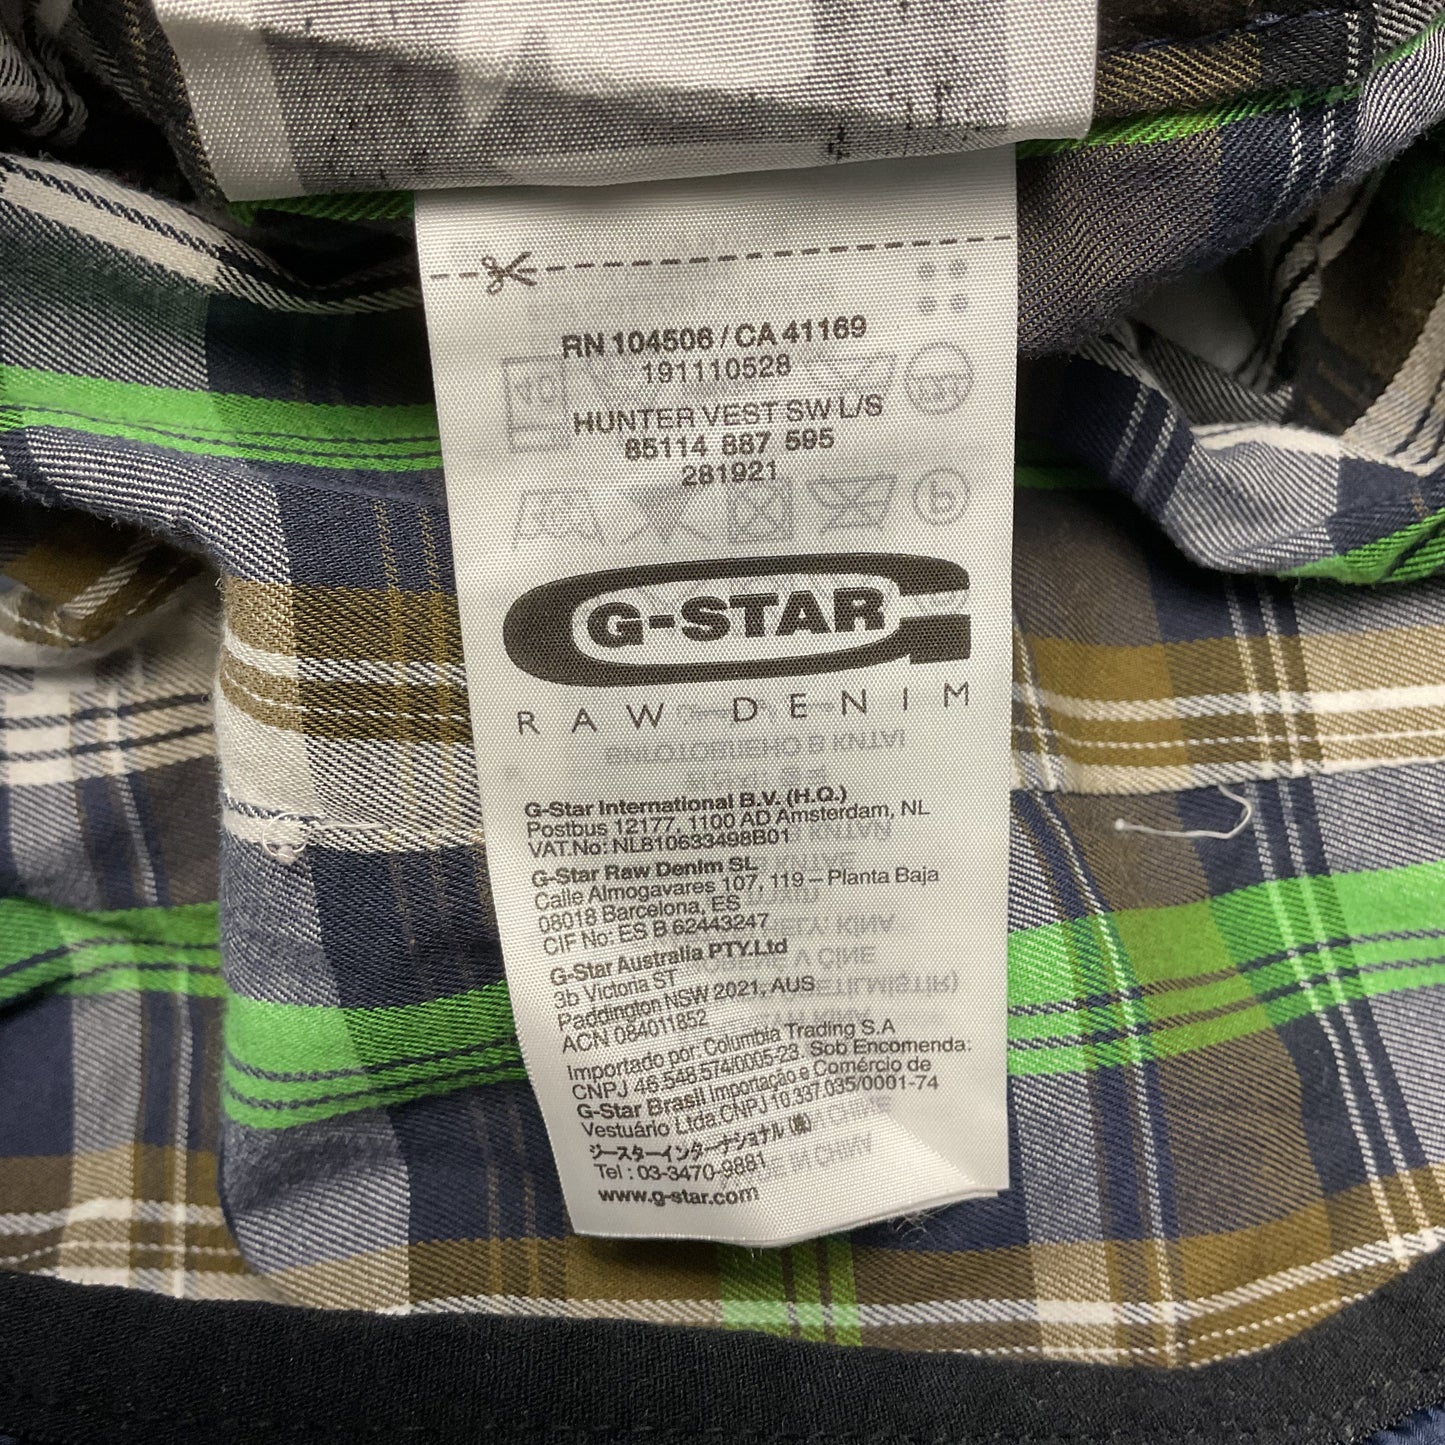 RN 104506 / CA 41169
191110528
HUNTER VEST SW L/S
85114 887 595
281921
G-STAR
RAW DENIM
G-Star International B.V. (H.Q.)
Postbus 12177, 1100 AD Amsterdam, NL
VAT.No: NL810633498B01
G-Star Raw Denim SL
Calle Almogavares 107, 119 – Planta Baja
08018 Barcelona, ES
CIF No: ES B 62443247
G-Star Australia PTY.Ltd
3b Victoria ST
Paddington NSW 2021, AUS
ACN 084011852
Importado por: Columbia Trading S.A
CNPJ 46.548.574/0005-23. Sob Encomenda:
G-Star Brasil Importação e Comércio de
Vestuário Ltda.CNPJ 10.337.035/0001-74
ジースターインターナショナル(株)
Tel : 03-3470-9881
www.g-star.com